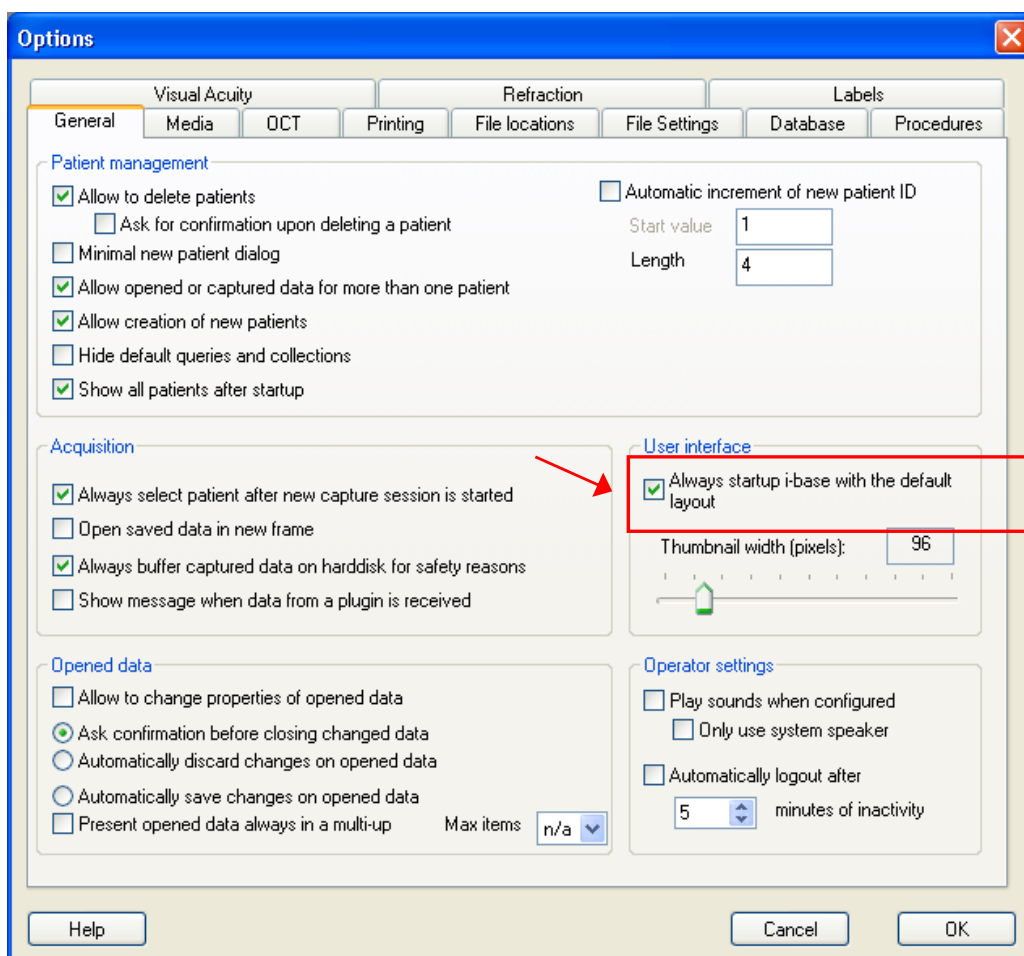 Options
Visual Acuity
Refraction
Labels
General
Media
OCT
Printing
File locations
File Settings
Database
Procedures
Patient management
Allow to delete patients
Ask for confirmation upon deleting a patient
Minimal new patient dialog
Allow opened or captured data for more than one patient
Allow creation of new patients
Hide default queries and collections
Show all patients after startup
Automatic increment of new patient ID
Start value
1
Length
4
Acquisition
Always select patient after new capture session is started
Open saved data in new frame
Always buffer captured data on harddisk for safety reasons
Show message when data from a plugin is received
User interface
Always startup i-base with the default
layout
Thumbnail width (pixels):
96
Opened data
Allow to change properties of opened data
Ask confirmation before closing changed data
Automatically discard changes on opened data
Automatically save changes on opened data
Present opened data always in a multi-up
Max items
n/a
Operator settings
Play sounds when configured
Only use system speaker
Automatically logout after
5
minutes of inactivity
Help
Cancel
OK